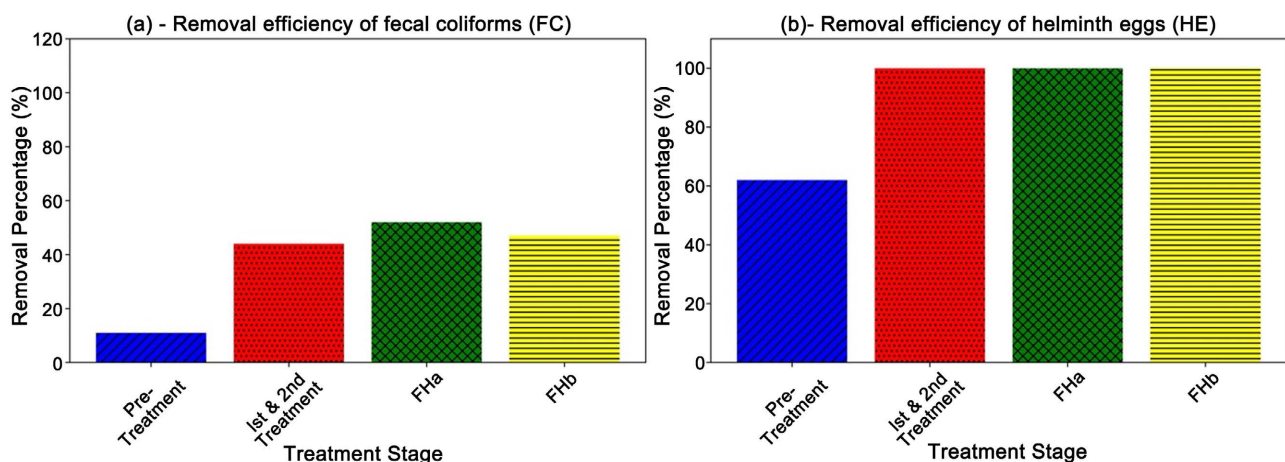 (a) - Removal efficiency of fecal coliforms (FC)
Removal Percentage (%)
120
100
80
60
40
20
0
Pre-
Treatment
Ist & 2nd
Treatment
FHa
FHb
Treatment Stage
(b)- Removal efficiency of helminth eggs (HE)
Removal Percentage (%)
100
80
60
40
20
0
Pre-
Treatment
Ist & 2nd
Treatment
FHa
FHb
Treatment Stage